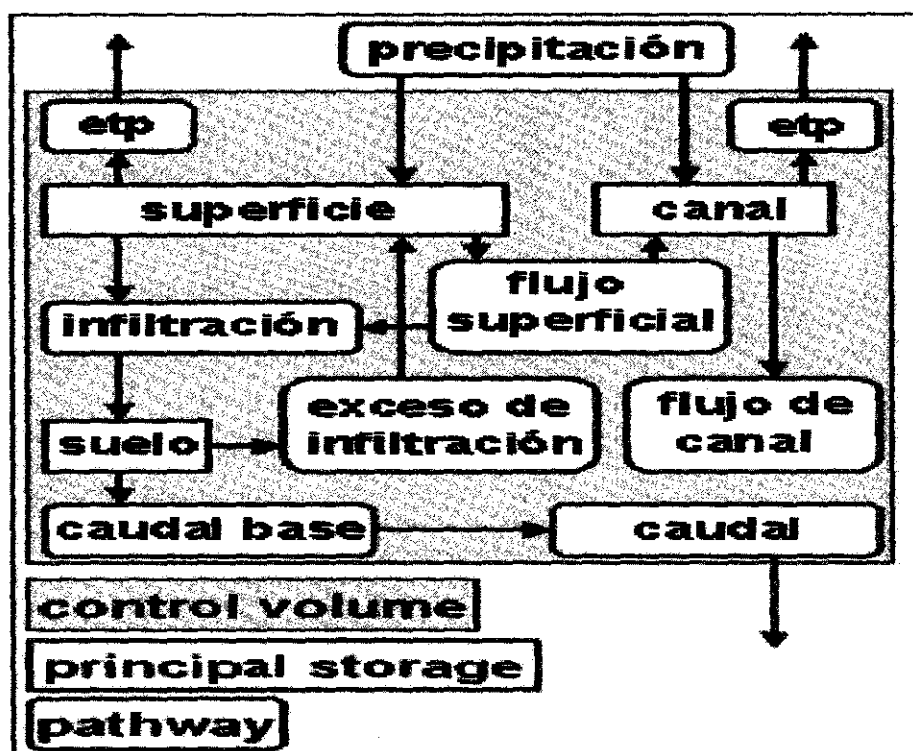 precipitación
etp
etp
superficie
canal
flujo
superficial
infiltración
exceso de
infiltración
flujo de
canal
suelo
caudal base
caudal
control volume
principal storage
pathway